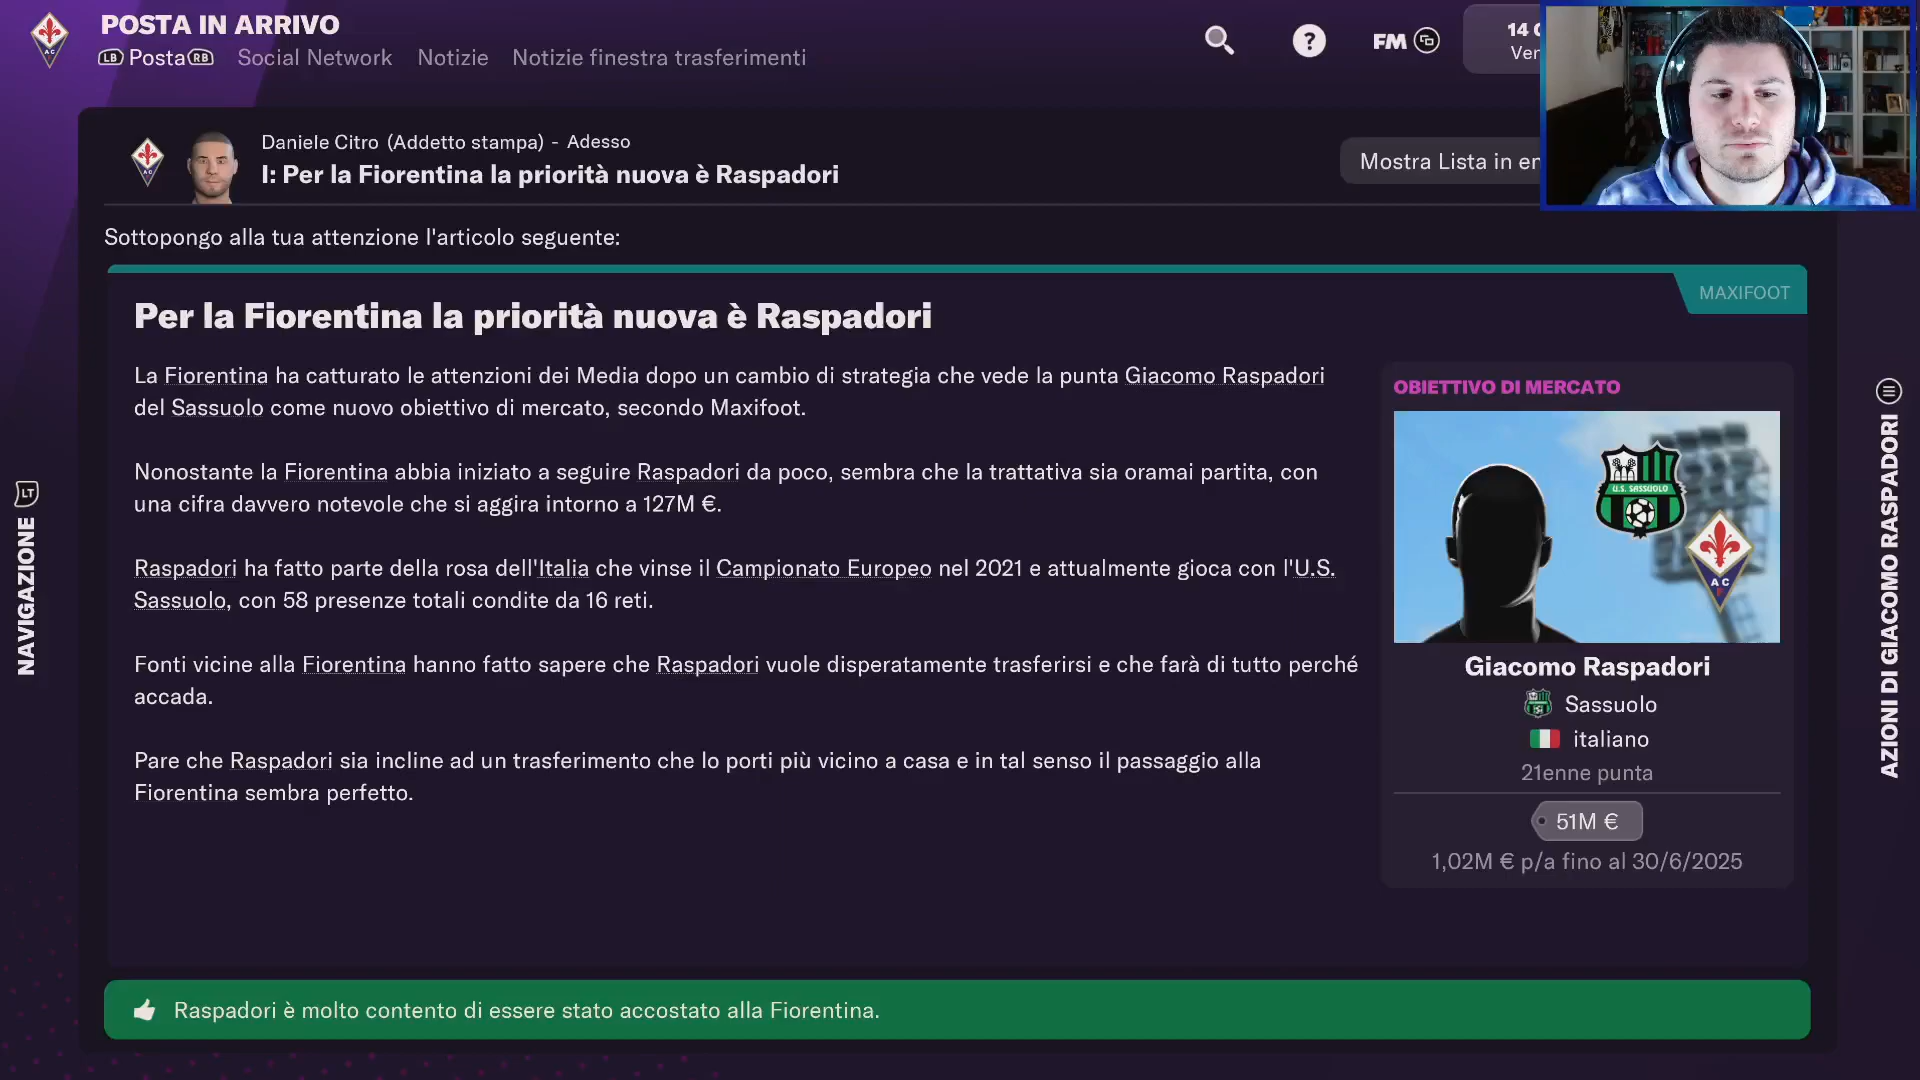 POSTA IN ARRIVO
LB Posta RB Social Network Notizie Notizie finestra trasferimenti
? FM
14
Daniele Citro (Addetto stampa) - Adesso
I: Per la Fiorentina la priorità nuova è Raspadori
Mostra Lista in
Sottopongo alla tua attenzione l'articolo seguente:
MAXIFOOT
Per la Fiorentina la priorità nuova è Raspadori
La Fiorentina ha catturato le attenzioni dei Media dopo un cambio di strategia che vede la punta Giacomo Raspadori
del Sassuolo come nuovo obiettivo di mercato, secondo Maxifoot.
Nonostante la Fiorentina abbia iniziato a seguire Raspadori da poco, sembra che la trattativa sia oramai partita, con
una cifra davvero notevole che si aggira intorno a 127M €.
Raspadori ha fatto parte della rosa dell'Italia che vinse il Campionato Europeo nel 2021 e attualmente gioca con l'U.S.
Sassuolo, con 58 presenze totali condite da 16 reti.
Fonti vicine alla Fiorentina hanno fatto sapere che Raspadori vuole disperatamente trasferirsi e che farà di tutto perché
accada.
Pare che Raspadori sia incline ad un trasferimento che lo porti più vicino a casa e in tal senso il passaggio alla
Fiorentina sembra perfetto.
OBIETTIVO DI MERCATO
U.S. SASSUOLO
A C
Giacomo Raspadori
Sassuolo
italiano
21enne punta
51M €
1,02M € p/a fino al 30/6/2025
Raspadori è molto contento di essere stato accostato alla Fiorentina.
LT
NAVIGAZIONE
AZIONI DI GIACOMO RASPADORI